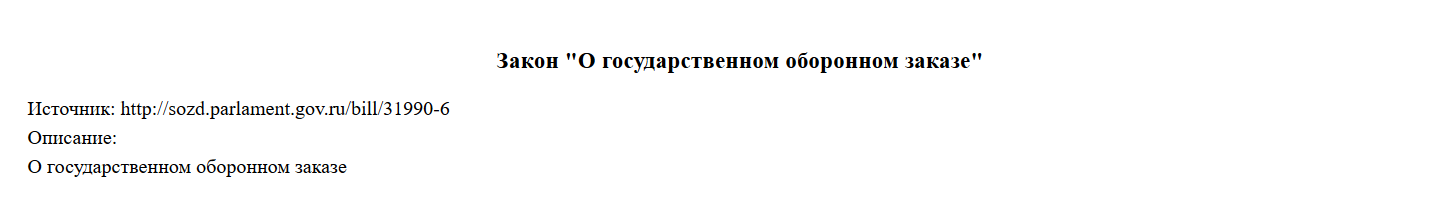 Закон "О государственном оборонном заказе"
Источник: http://sozd.parlament.gov.ru/bill/31990-6
Описание:
О государственном оборонном заказе